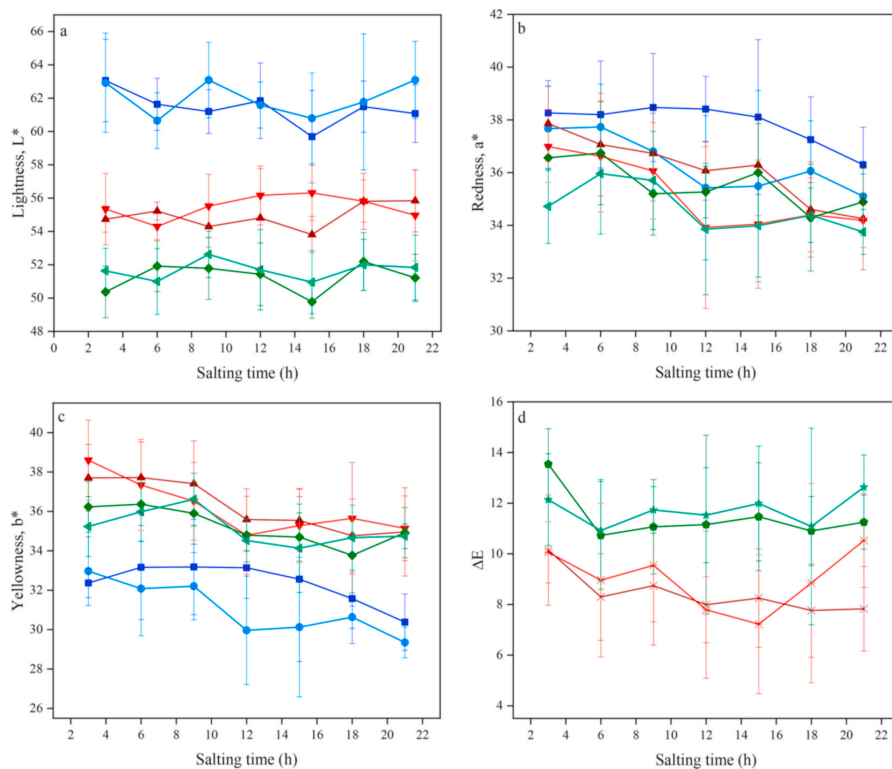 a
66
64
62
60
58
56
54
52
50
48
Lightness, L*
0 2 4 6 8 10 12 14 16 18 20 22
Salting time (h)
b
42
40
38
36
34
32
30
Redness, a*
2 4 6 8 10 12 14 16 18 20 22
Salting time (h)
c
40
38
36
34
32
30
28
26
Yellowness, b*
2 4 6 8 10 12 14 16 18 20 22
Salting time (h)
d
16
14
12
10
8
6
4
ΔE
2 4 6 8 10 12 14 16 18 20 22
Salting time (h)